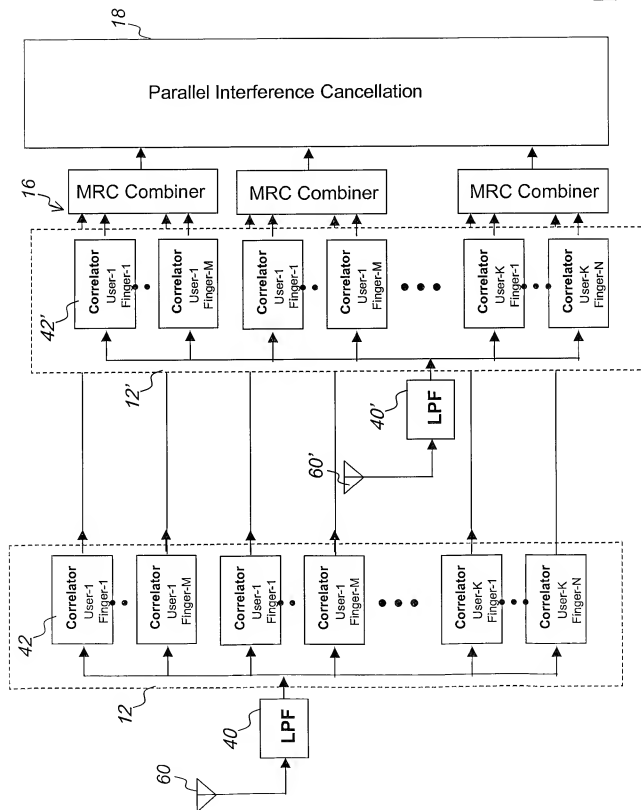 18
Parallel Interference Cancellation
16
MRC Combiner
MRC Combiner
MRC Combiner
42'
Correlator
User-1
Finger-1
Correlator
User-1
Finger-M
Correlator
User-1
Finger-1
Correlator
User-1
Finger-M
Correlator
User-K
Finger-1
Correlator
User-K
Finger-N
12'
40'
LPF
60'
42
Correlator
User-1
Finger-1
Correlator
User-1
Finger-M
Correlator
User-1
Finger-1
Correlator
User-1
Finger-M
Correlator
User-K
Finger-1
Correlator
User-K
Finger-N
12
40
LPF
60